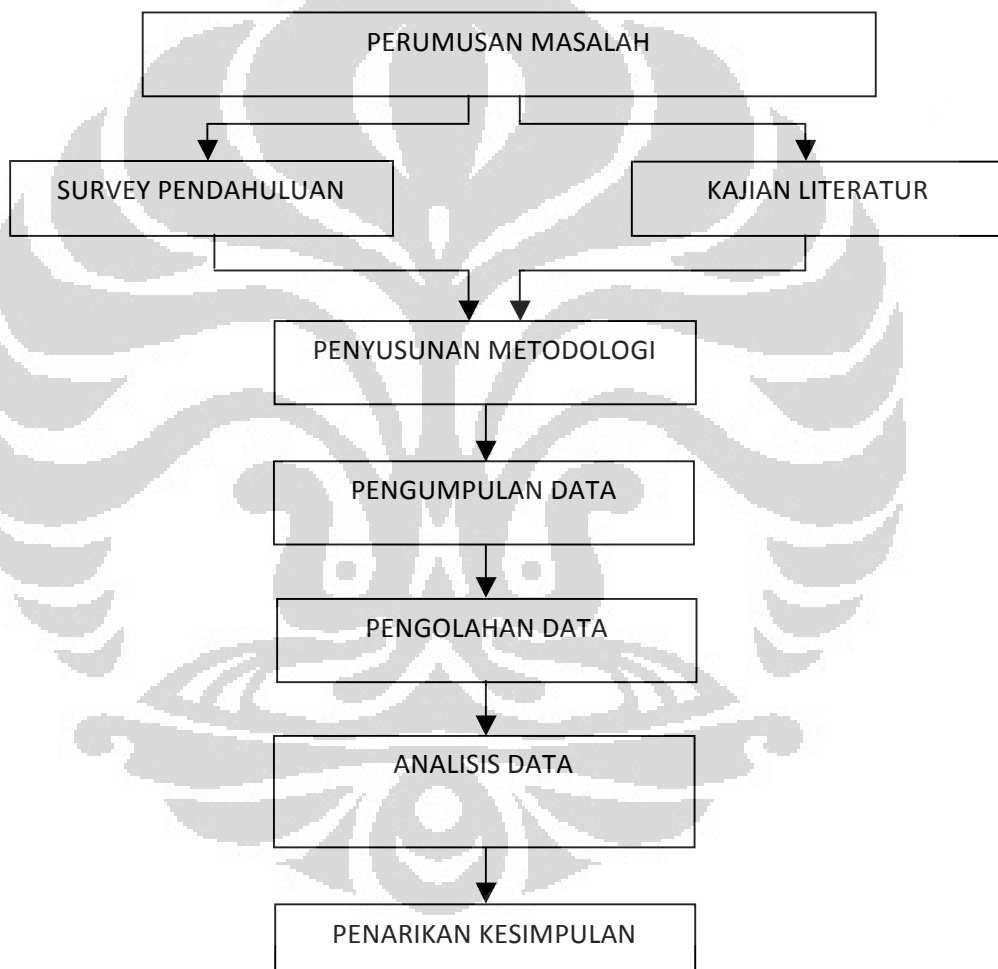 PERUMUSAN MASALAH
SURVEY PENDAHULUAN
KAJIAN LITERATUR
PENYUSUNAN METODOLOGI
PENGUMPULAN DATA
PENGOLAHAN DATA
ANALISIS DATA
PENARIKAN KESIMPULAN